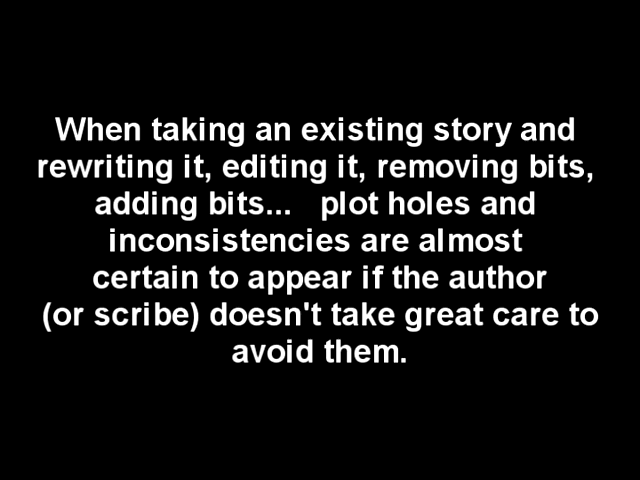 When taking an existing story and
rewriting it, editing it, removing bits,
adding bits...   plot holes and
inconsistencies are almost
certain to appear if the author
(or scribe) doesn't take great care to
avoid them.